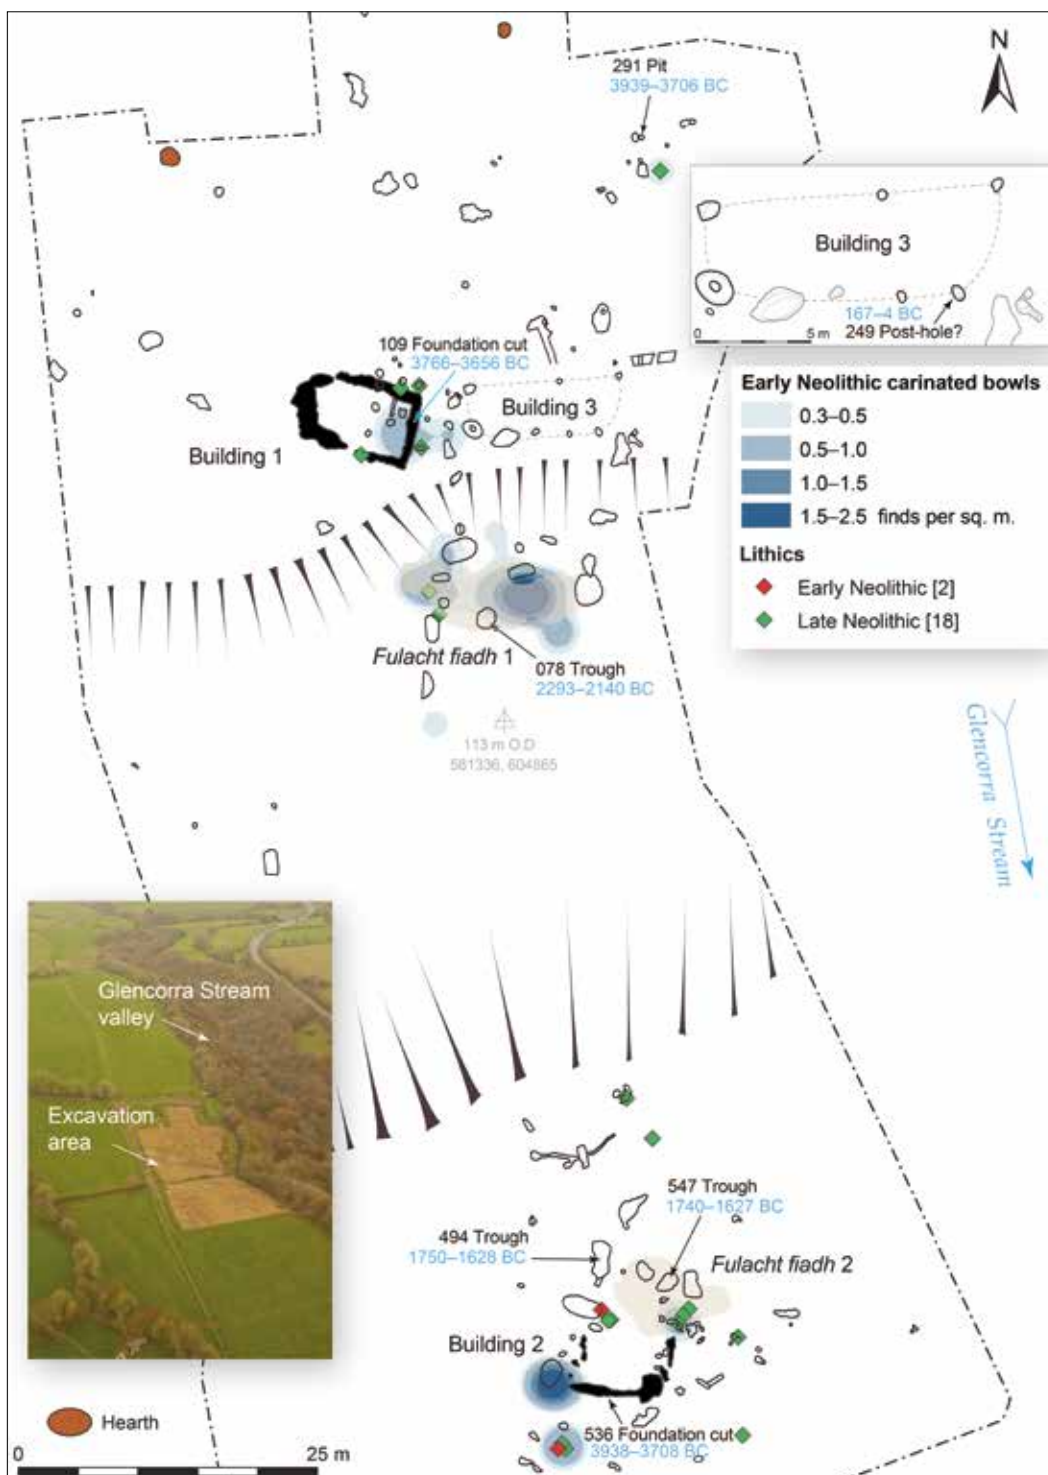 N
291 Pit
3939–3706 BC
Building 3
167–4 BC
249 Post-hole?
0
5 m
109 Foundation cut
3766–3656 BC
Building 3
Building 1
Early Neolithic carinated bowls
0.3–0.5
0.5–1.0
1.0–1.5
1.5–2.5 finds per sq. m.
Lithics
Early Neolithic [2]
Late Neolithic [18]
Fulacht fiadh 1
078 Trough
2293–2140 BC
113 m O.D
581336, 604865
Glencorra Stream
Glencorra Stream
valley
Excavation
area
547 Trough
1740–1627 BC
494 Trough
1750–1628 BC
Fulacht fiadh 2
Building 2
536 Foundation cut
3938–3708 BC
Hearth
0
25 m